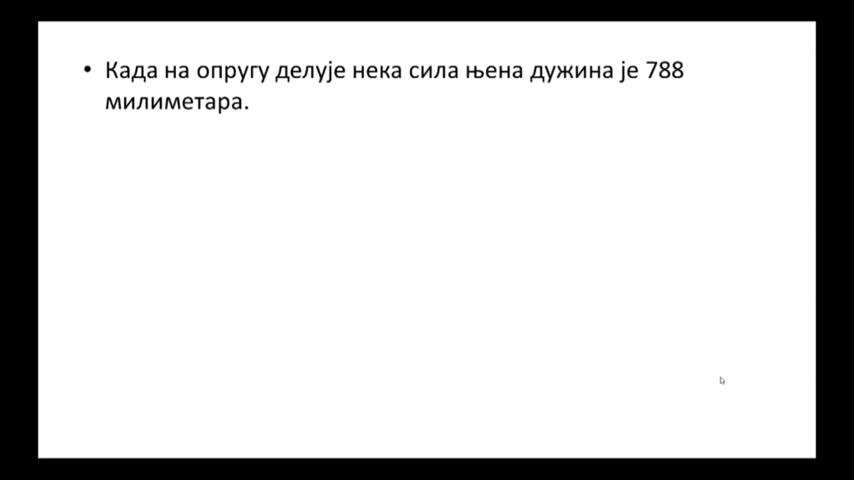 • Када на опругу делује нека сила њена дужина је 788
милиметара.